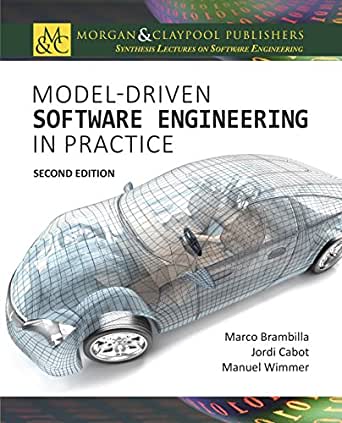 M&C
MORGAN & CLAYPOOL PUBLISHERS
SYNTHESIS LECTURES ON SOFTWARE ENGINEERING
MODEL-DRIVEN
SOFTWARE ENGINEERING
IN PRACTICE
SECOND EDITION
Marco Brambilla
Jordi Cabot
Manuel Wimmer